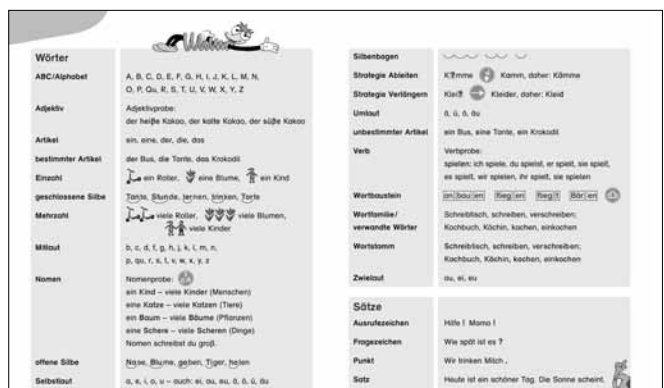 Wörter
ABC/Alphabet A, B, C, D, E, F, G, H, I, J, K, L, M, N,
O, P, Qu, R, S, T, U, V, W, X, Y, Z
Adjektiv Adjektivprobe:
der heiße Kakao, der kalte Kakao, der süße Kakao
Artikel ein, eine, der, die, das
bestimmter Artikel der Bus, die Tante, das Krokodil
Einzahl ein Roller, eine Blume, ein Kind
geschlossene Silbe Tante, Stunde, lernen, trinken, Torte
Mehrzahl viele Roller, viele Blumen,
viele Kinder
Mitlaut b, c, d, f, g, h, j, k, l, m, n,
p, qu, r, s, t, v, w, x, y, z
Nomen Nomenprobe:
ein Kind – viele Kinder (Menschen)
eine Katze – viele Katzen (Tiere)
ein Baum – viele Bäume (Pflanzen)
eine Schere – viele Scheren (Dinge)
Nomen schreibst du groß.
offene Silbe Nase, Blume, geben, Tiger, holen
Selbstlaut a, e, i, o, u – auch: ei, au, eu, ä, ö, ü, äu
Silbenbogen
Strategie Ableiten K?mme Kamm, daher: Kämme
Strategie Verlängern Klei? Kleider, daher: Kleid
Umlaut ä, ü, ö, äu
unbestimmter Artikel ein Bus, eine Tante, ein Krokodil
Verb Verbprobe:
spielen: ich spiele, du spielst, er spielt, sie spielt,
es spielt, wir spielen, ihr spielt, sie spielen
Wortbaustein an bau en flieg en flieg t Bär en
Wortfamilie/ Schreibtisch, schreiben, verschreiben;
verwandte Wörter Kochbuch, Köchin, kochen, einkochen
Wortstamm Schreibtisch, schreiben, verschreiben;
Kochbuch, Köchin, kochen, einkochen
Zwielaut au, ei, eu
Sätze
Ausrufezeichen Hilfe ! Mama !
Fragezeichen Wie spät ist es ?
Punkt Wir trinken Milch .
Satz Heute ist ein schöner Tag. Die Sonne scheint.